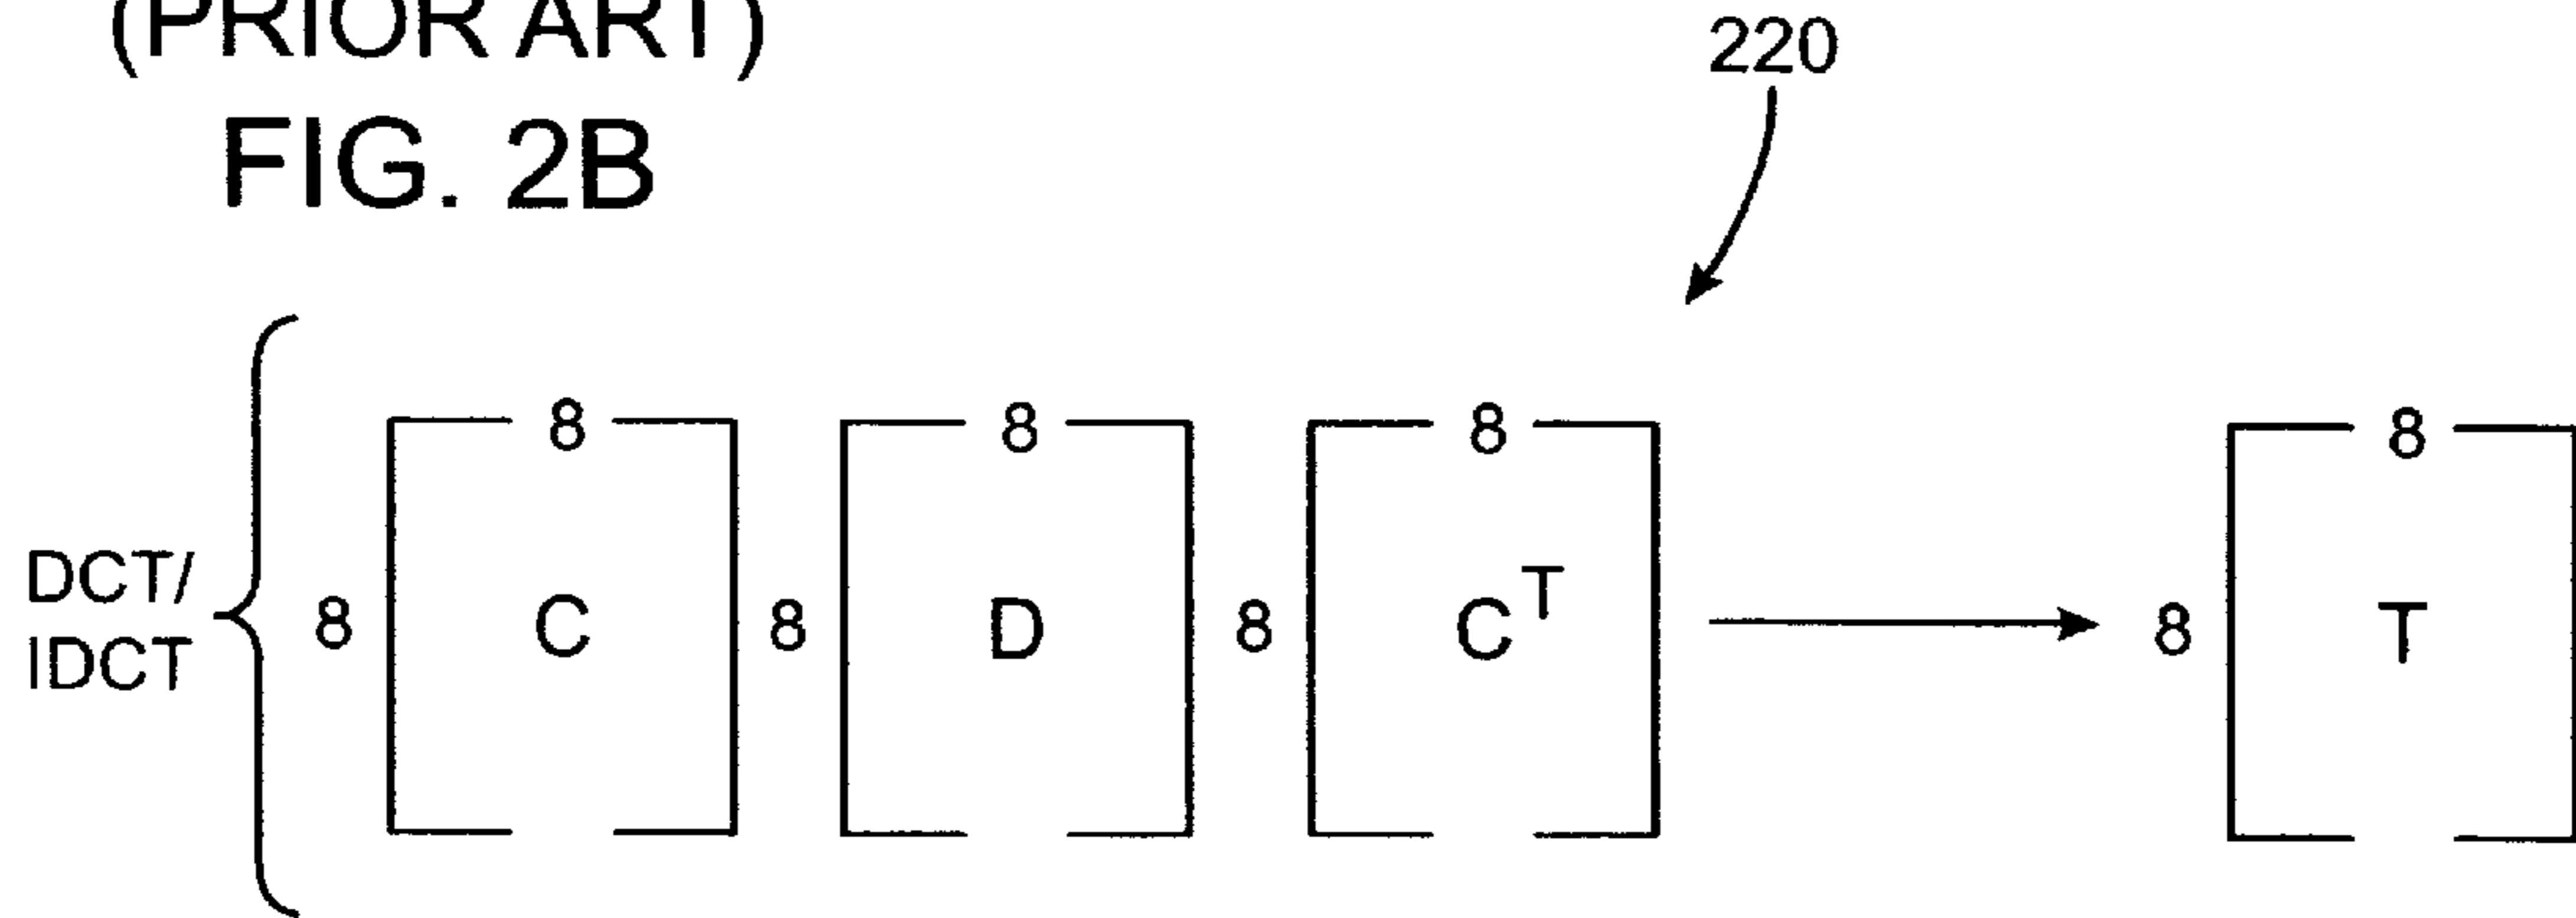 (PRIOR ART)
FIG. 2B
220
DCT/
IDCT
8 8 8 8
8 C 8 D 8 C^T 8 T